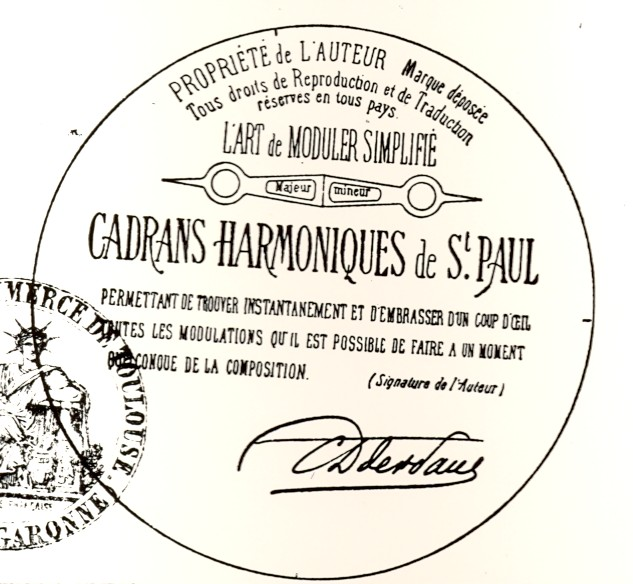 PROPRIÉTÉ de L'AUTEUR Marque déposée
Tous droits de Reproduction et de Traduction
réservés en tous pays.
L'ART de MODULER SIMPLIFIÉ
Majeur mineur
CADRANS HARMONIQUES de St. PAUL
PERMETTANT DE TROUVER INSTANTANEMENT ET D'EMBRASSER D'UN COUP D'ŒIL
TOUTES LES MODULATIONS QU'IL EST POSSIBLE DE FAIRE A UN MOMENT
QUELCONQUE DE LA COMPOSITION.
(Signature de l'Auteur)
MERCE DE TOULOUSE
GARONNE